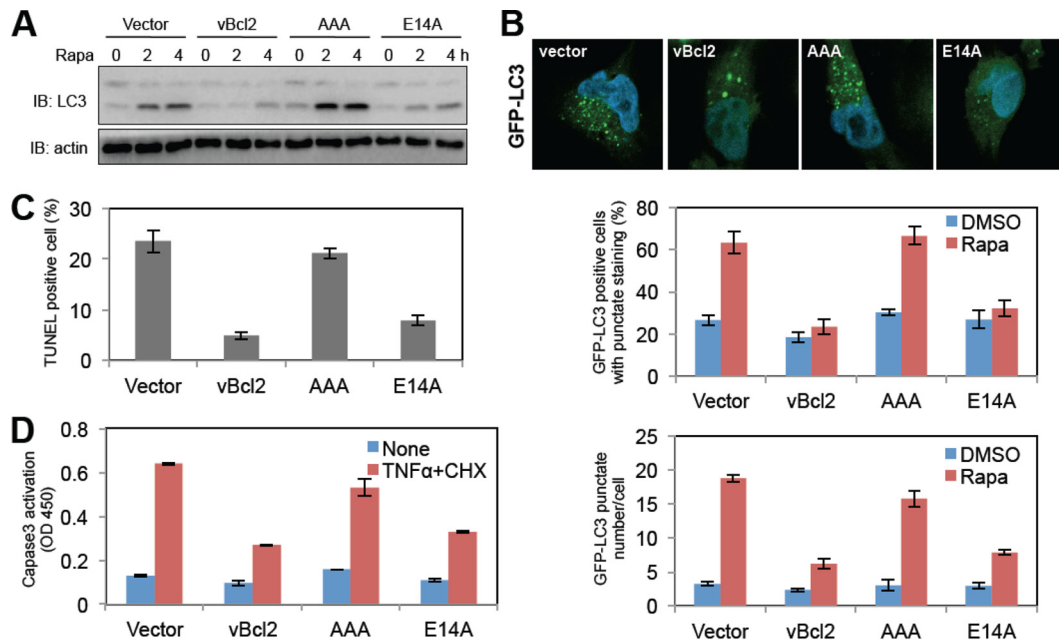 A
Vector vBcl2 AAA E14A
Rapa 0 2 4 0 2 4 0 2 4 0 2 4 h
IB: LC3
IB: actin
B
GFP-LC3
vector vBcl2 AAA E14A
C
TUNEL positive cell (%)
30
20
10
0
Vector vBcl2 AAA E14A
GFP-LC3 positive cells
with punctate staining (%)
80
60
40
20
0
DMSO
Rapa
Vector vBcl2 AAA E14A
D
Capase3 activation
(OD 450)
0.8
0.6
0.4
0.2
0
None
TNFα+CHX
Vector vBcl2 AAA E14A
GFP-LC3 punctate
number/cell
25
20
15
10
5
0
DMSO
Rapa
Vector vBcl2 AAA E14A